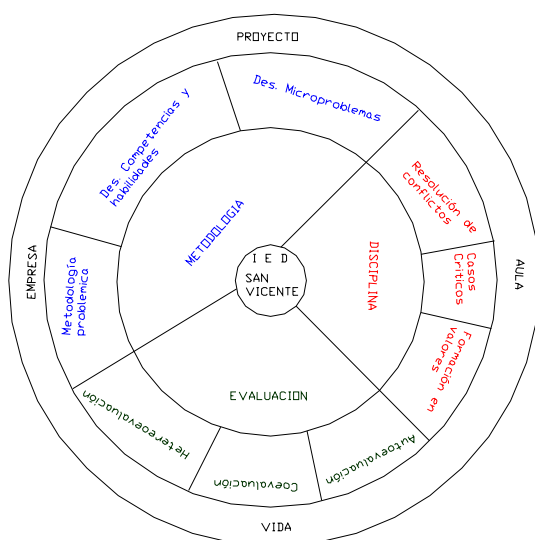 PROYECTO
Des. Microproblemas
Des. Competencias y
habilidades
Resolución de
conflictos
METODOLOGIA
DISCIPLINA
I E D
SAN
VICENTE
EMPRESA
AULA
Metodología
problemica
Casos
Criticos
Formación en
valores
EVALUACION
Hetereoevaluación
Coevaluación
Autoevaluación
VIDA